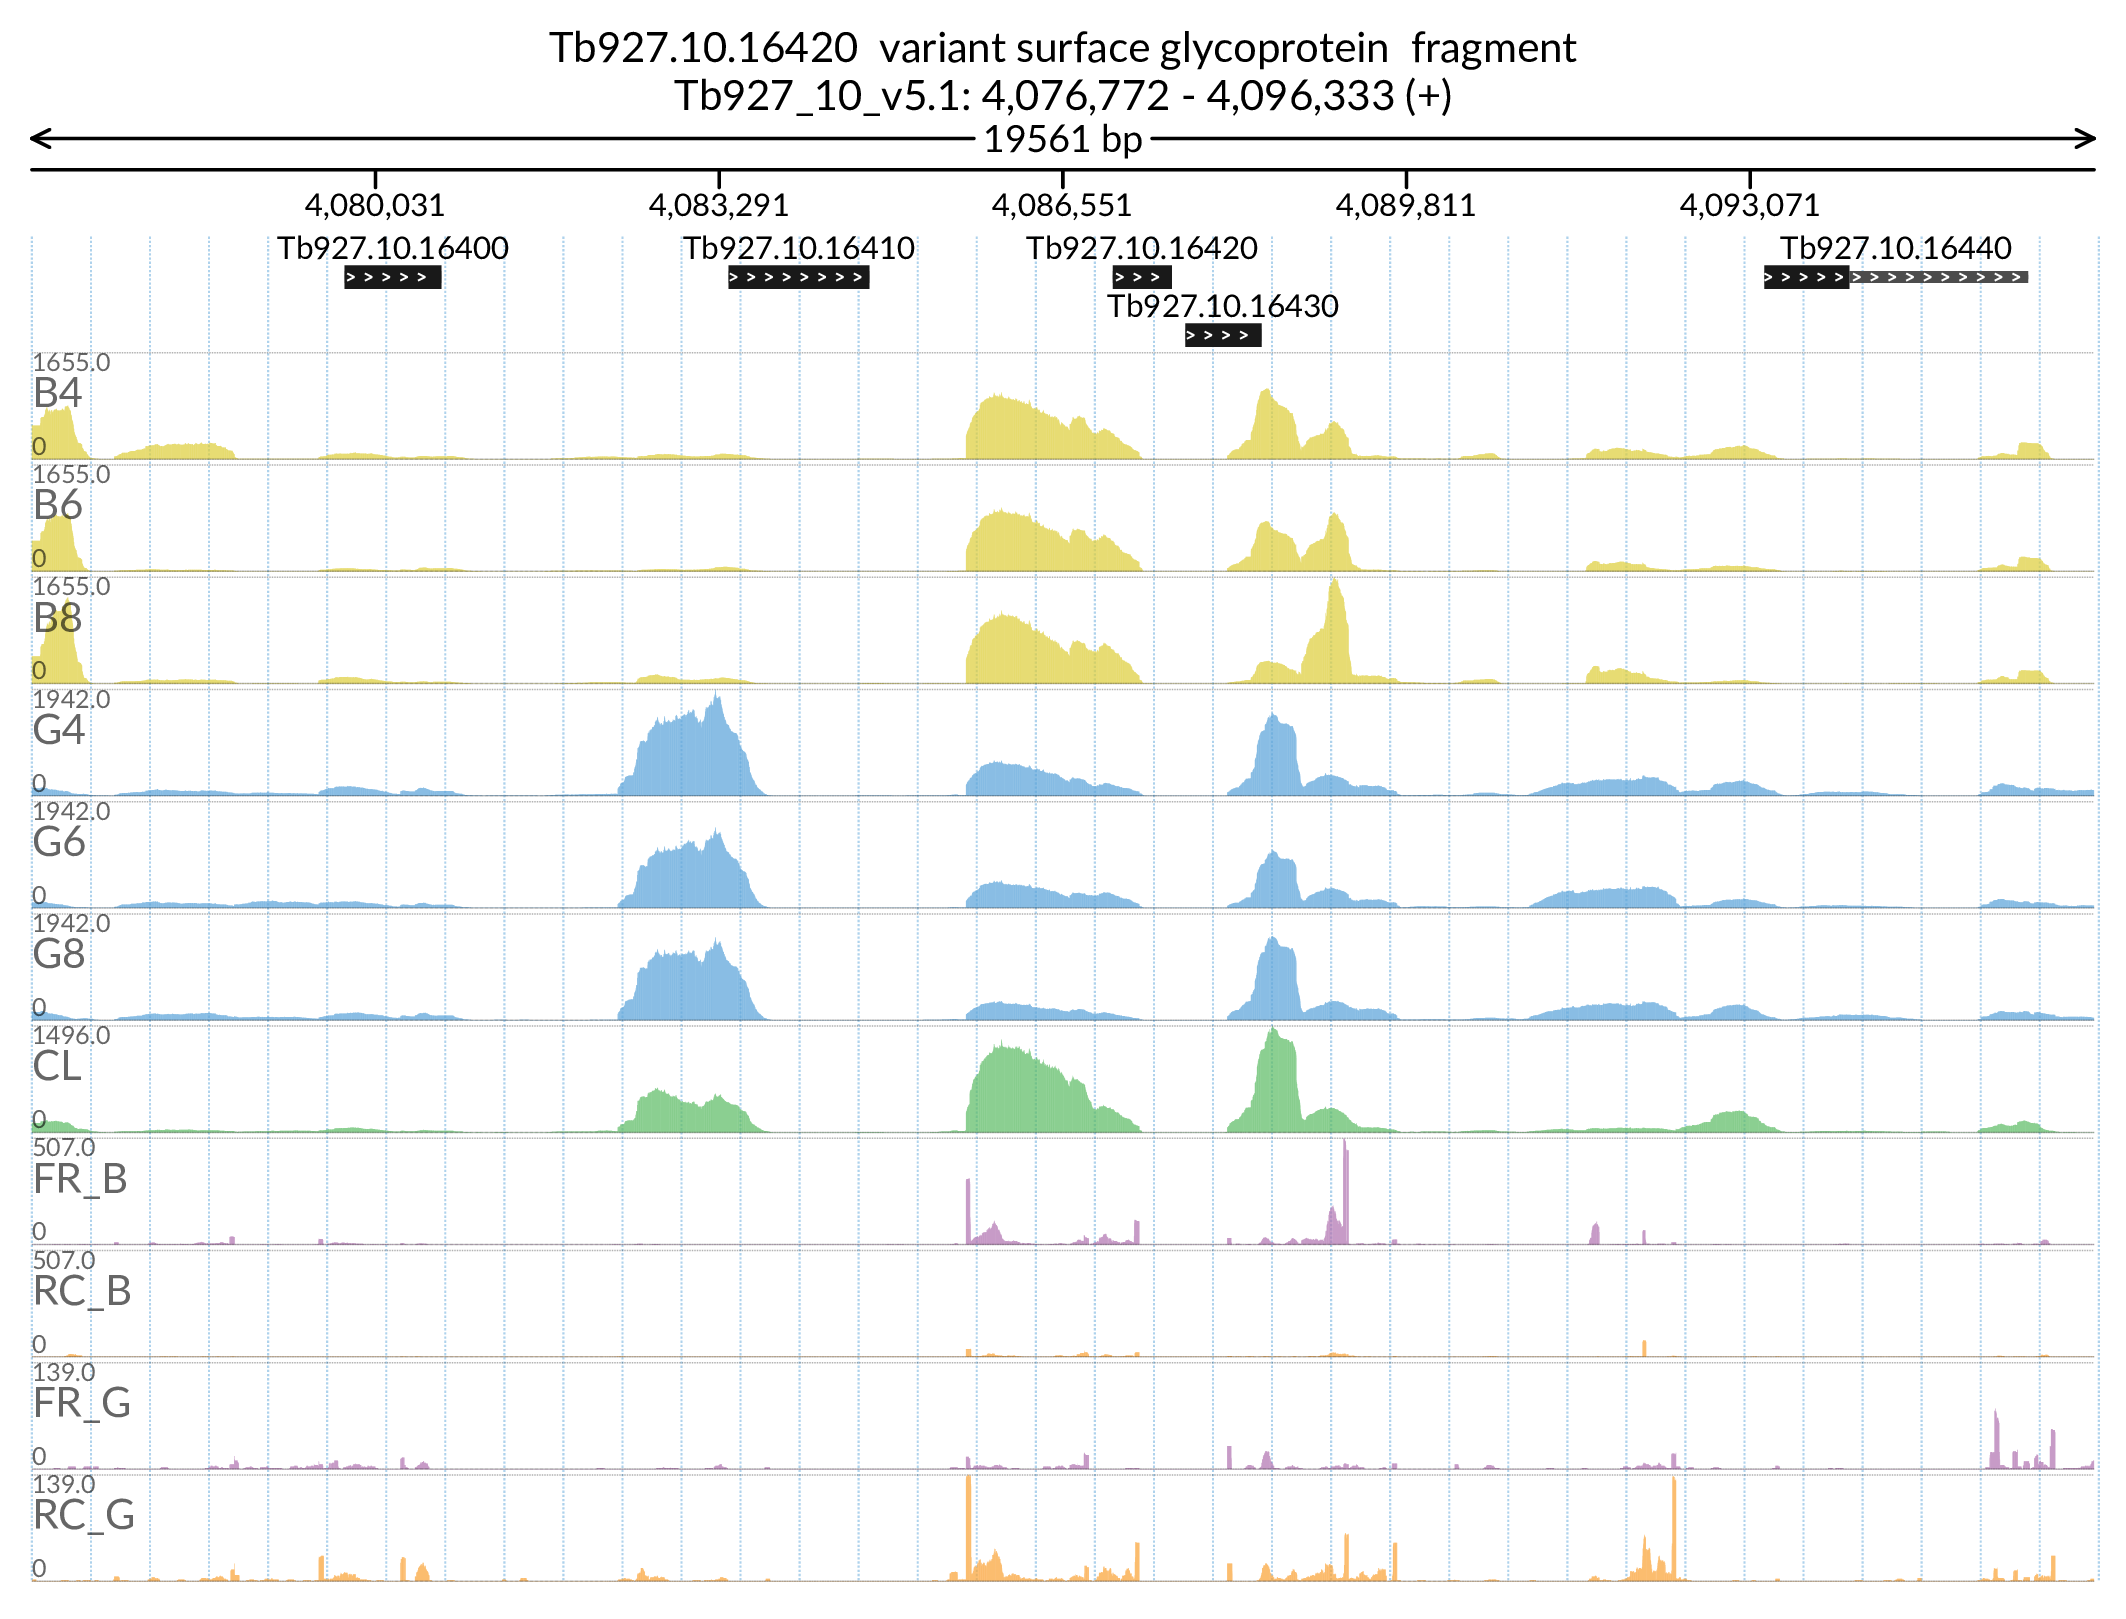 Tb927.10.16420 variant surface glycoprotein fragment
Tb927_10_v5.1: 4,076,772 - 4,096,333 (+)
19561 bp
4,080,031 4,083,291 4,086,551 4,089,811 4,093,071
Tb927.10.16400 Tb927.10.16410 Tb927.10.16420 Tb927.10.16440
Tb927.10.16430
1655.0
B4
0
1655.0
B6
0
1655.0
B8
0
1942.0
G4
0
1942.0
G6
0
1942.0
G8
0
1496.0
CL
0
507.0
FR_B
0
507.0
RC_B
0
139.0
FR_G
0
139.0
RC_G
0